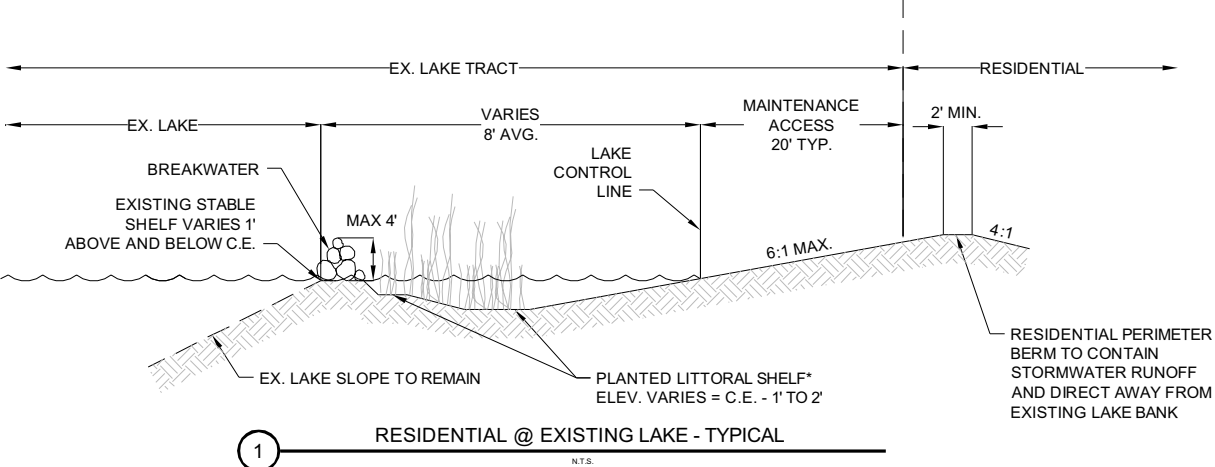 EX. LAKE TRACT
RESIDENTIAL
EX. LAKE
VARIES
8' AVG.
MAINTENANCE
ACCESS
20' TYP.
2' MIN.
BREAKWATER
LAKE
CONTROL
LINE
EXISTING STABLE
SHELF VARIES 1'
ABOVE AND BELOW C.E.
MAX 4'
6:1 MAX.
4:1
EX. LAKE SLOPE TO REMAIN
PLANTED LITTORAL SHELF*
ELEV. VARIES = C.E. - 1' TO 2'
RESIDENTIAL PERIMETER
BERM TO CONTAIN
STORMWATER RUNOFF
AND DIRECT AWAY FROM
EXISTING LAKE BANK
1
RESIDENTIAL @ EXISTING LAKE - TYPICAL
N.T.S.